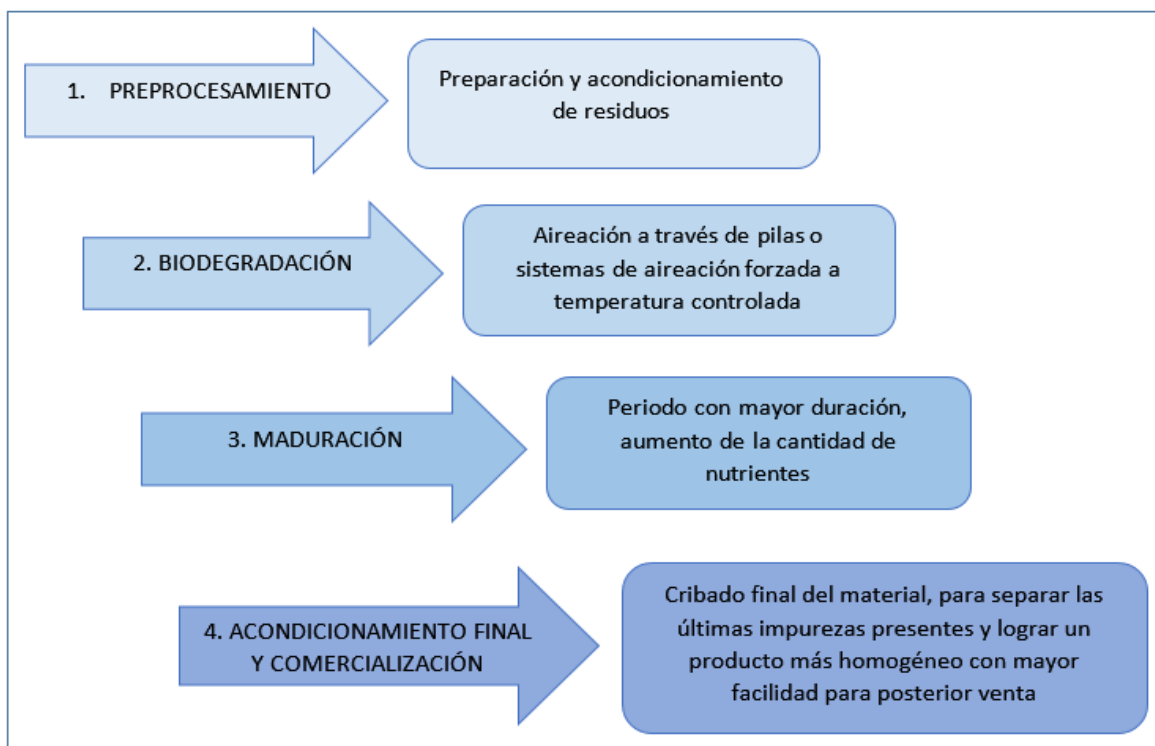 1. PREPROCESAMIENTO
Preparación y acondicionamiento
de residuos
2. BIODEGRADACIÓN
Aireación a través de pilas o
sistemas de aireación forzada a
temperatura controlada
3. MADURACIÓN
Periodo con mayor duración,
aumento de la cantidad de
nutrientes
4. ACONDICIONAMIENTO FINAL
Y COMERCIALIZACIÓN
Cribado final del material, para separar las
últimas impurezas presentes y lograr un
producto más homogéneo con mayor
facilidad para posterior venta